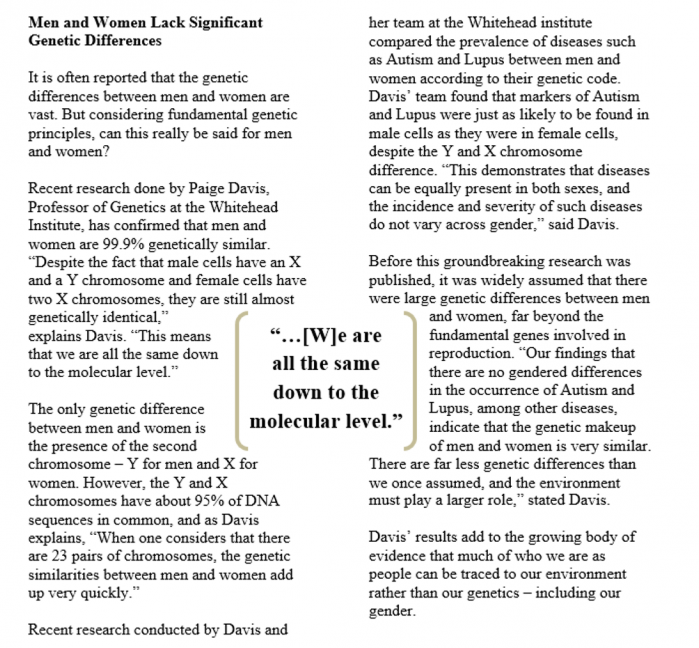 Men and Women Lack Significant
Genetic Differences
It is often reported that the genetic
differences between men and women are
vast. But considering fundamental genetic
principles, can this really be said for men
and women?
Recent research done by Paige Davis,
Professor of Genetics at the Whitehead
Institute, has confirmed that men and
women are 99.9% genetically similar.
“Despite the fact that male cells have an X
and a Y chromosome and female cells have
two X chromosomes, they are still almost
genetically identical,”
explains Davis. “This means
that we are all the same down
to the molecular level.”
The only genetic difference
between men and women is
the presence of the second
chromosome – Y for men and X for
women. However, the Y and X
chromosomes have about 95% of DNA
sequences in common, and as Davis
explains, “When one considers that there
are 23 pairs of chromosomes, the genetic
similarities between men and women add
up very quickly.”
Recent research conducted by Davis and
her team at the Whitehead institute
compared the prevalence of diseases such
as Autism and Lupus between men and
women according to their genetic code.
Davis’ team found that markers of Autism
and Lupus were just as likely to be found in
male cells as they were in female cells,
despite the Y and X chromosome
difference. “This demonstrates that diseases
can be equally present in both sexes, and
the incidence and severity of such diseases
do not vary across gender,” said Davis.
Before this groundbreaking research was
published, it was widely assumed that there
were large genetic differences between men
and women, far beyond the
fundamental genes involved in
reproduction. “Our findings that
there are no gendered differences
in the occurrence of Autism and
Lupus, among other diseases,
indicate that the genetic makeup
of men and women is very similar.
There are far less genetic differences than
we once assumed, and the environment
must play a larger role,” stated Davis.
Davis’ results add to the growing body of
evidence that much of who we are as
people can be traced to our environment
rather than our genetics – including our
gender.
“…[W]e are
all the same
down to the
molecular level.”